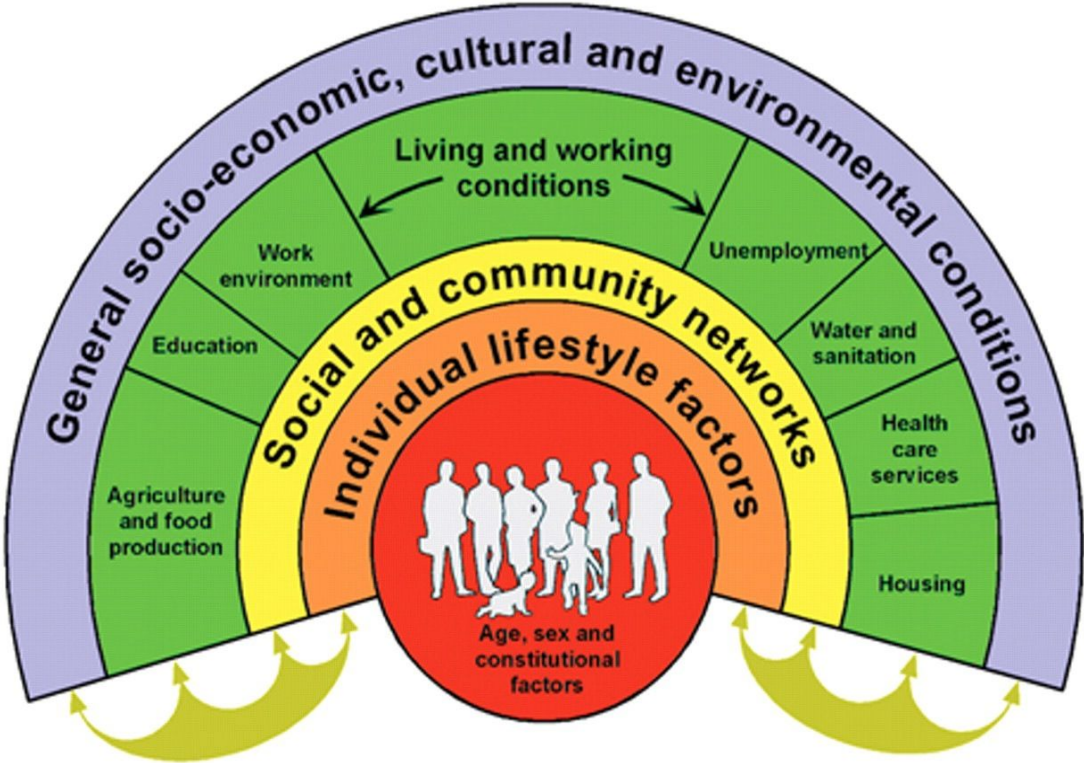 General socio-economic, cultural and environmental conditions
Living and working
conditions
Work
environment
Education
Agriculture
and food
production
Unemployment
Water and
sanitation
Health
care
services
Housing
Social and community networks
Individual lifestyle factors
Age, sex and
constitutional
factors